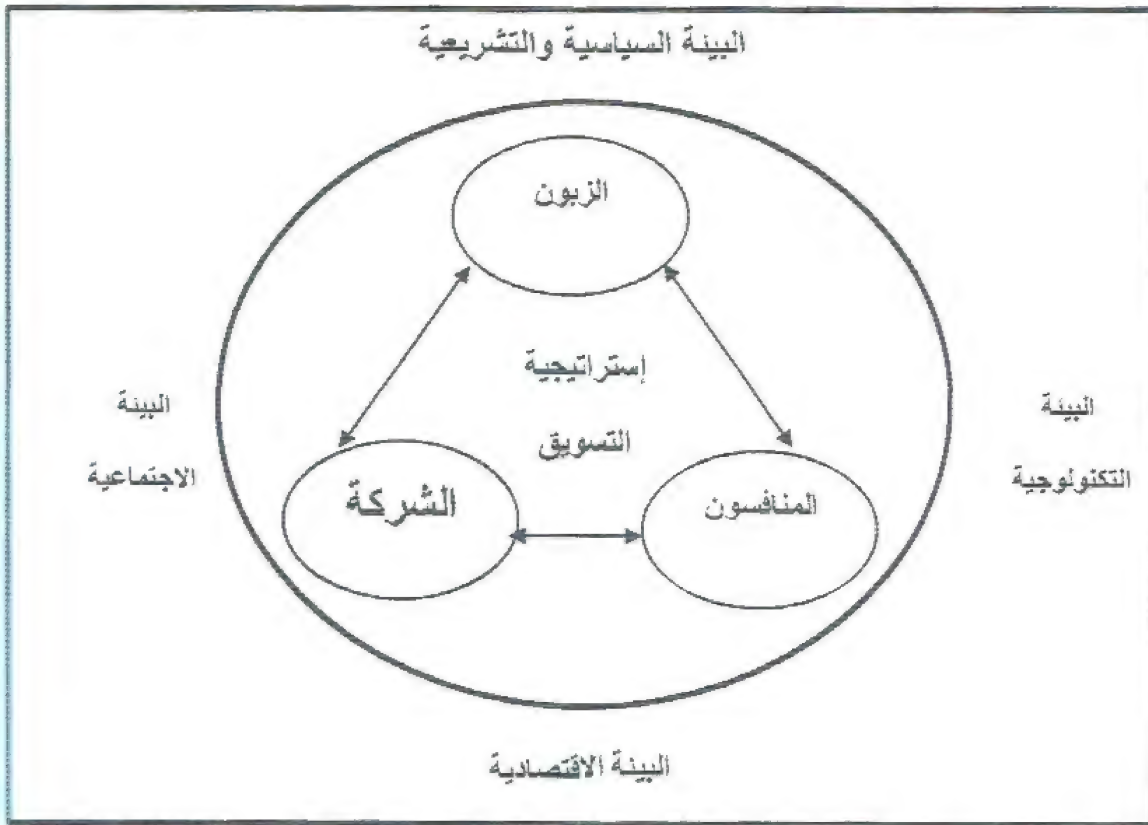 البيئة السياسية والتشريعية
الزبون
إستراتيجية
التسويق
البيئة
التكنولوجية
البيئة
الاجتماعية
المنافسون
الشركة
البيئة الاقتصادية